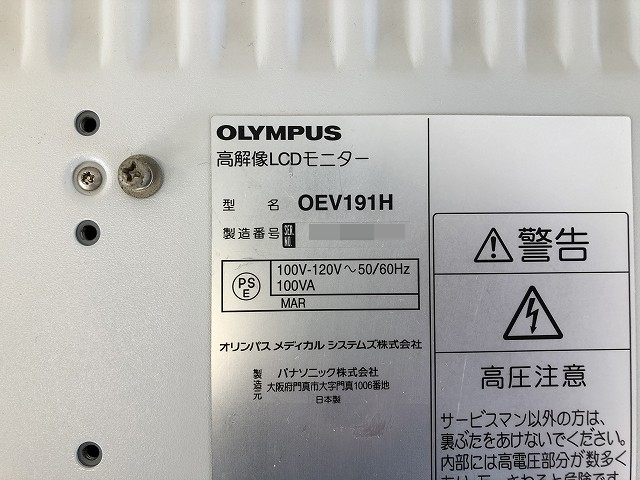 OLYMPUS
高解像LCDモニター
型 名 OEV191H
製造番号 SER. NO.
PS E
100V-120V～50/60Hz
100VA
MAR
オリンパス メディカル システムズ株式会社
製造元
パナソニック株式会社
大阪府門真市大字門真1006番地
日本製
警告
高圧注意
サービスマン以外の方は、
裏ぶたをあけないでください。
内部には高電圧部分が数多く